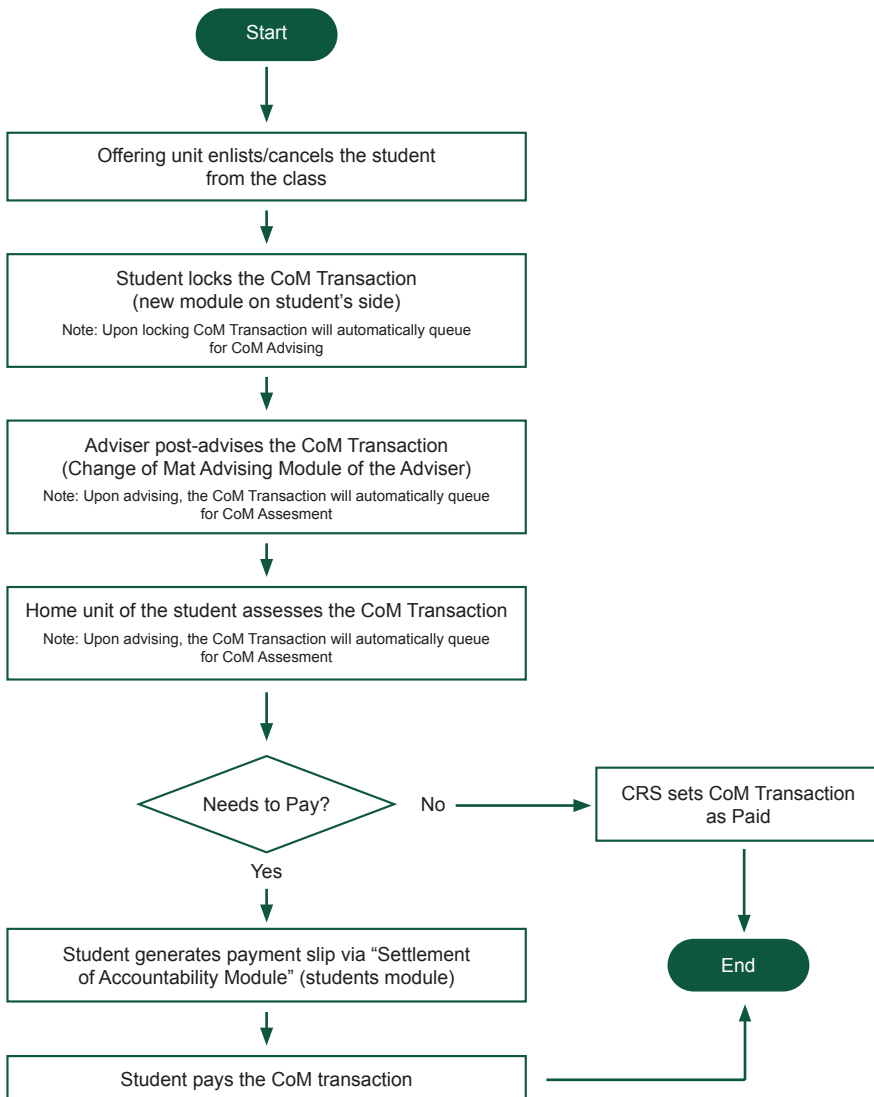 Start
Offering unit enlists/cancels the student
from the class
Student locks the CoM Transaction
(new module on student’s side)
Note: Upon locking CoM Transaction will automatically queue
for CoM Advising
Adviser post-advises the CoM Transaction
(Change of Mat Advising Module of the Adviser)
Note: Upon advising, the CoM Transaction will automatically queue
for CoM Assesment
Home unit of the student assesses the CoM Transaction
Note: Upon advising, the CoM Transaction will automatically queue
for CoM Assesment
Needs to Pay?
No
CRS sets CoM Transaction
as Paid
Yes
Student generates payment slip via “Settlement
of Accountability Module” (students module)
End
Student pays the CoM transaction